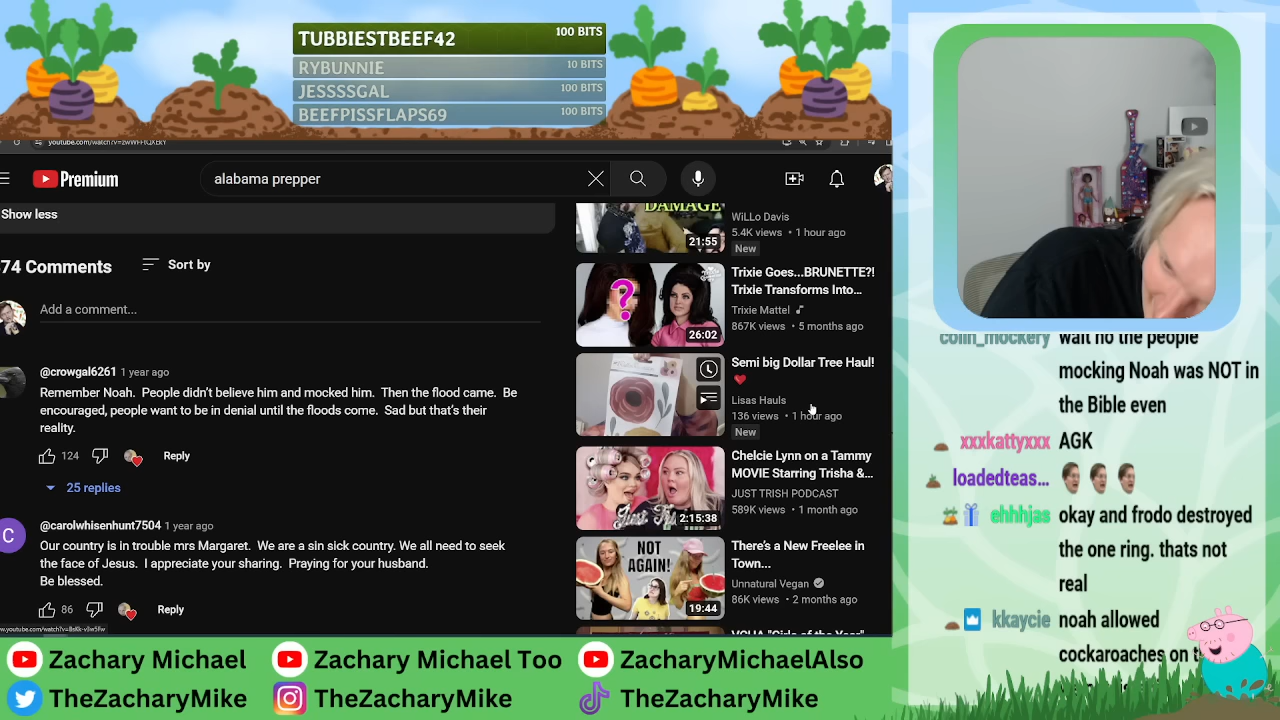 TUBBIESTBEEF42 100 BITS
RYBUNNIE 10 BITS
JESSSSGAL 100 BITS
BEEFPISSFLAPS69 100 BITS
Premium
alabama prepper
Show less
74 Comments
Sort by
Add a comment...
@crowgal6261 1 year ago
Remember Noah. People didn't believe him and mocked him. Then the flood came. Be
encouraged, people want to be in denial until the floods come. Sad but that's their
reality.
124 Reply
25 replies
C
@carolwhisenhunt7504 1 year ago
Our country is in trouble mrs Margaret. We are a sin sick country. We all need to seek
the face of Jesus. I appreciate your sharing. Praying for your husband.
Be blessed.
86 Reply
DAMAGE
21:55
WiLLo Davis
5.4K views • 1 hour ago
New
?
26:02
Trixie Goes...BRUNETTE?!
Trixie Transforms Into...
Trixie Mattel
867K views • 5 months ago
Semi big Dollar Tree Haul!
Lisas Hauls
136 views • 1 hour ago
New
2:15:38
Chelcie Lynn on a Tammy
MOVIE Starring Trisha &...
JUST TRISH PODCAST
589K views • 1 month ago
NOT
AGAIN!
19:44
There's a New Freelee in
Town...
Unnatural Vegan
86K views • 2 months ago
colin_mockery wait no the people
mocking Noah was NOT in
the Bible even
xxxkattyxxx AGK
loadedteas...
ehhhjas okay and frodo destroyed
the one ring. thats not
real
kkaycie noah allowed
cockaroaches on
Zachary Michael
Zachary Michael Too
ZacharyMichaelAlso
TheZacharyMike
TheZacharyMike
TheZacharyMike